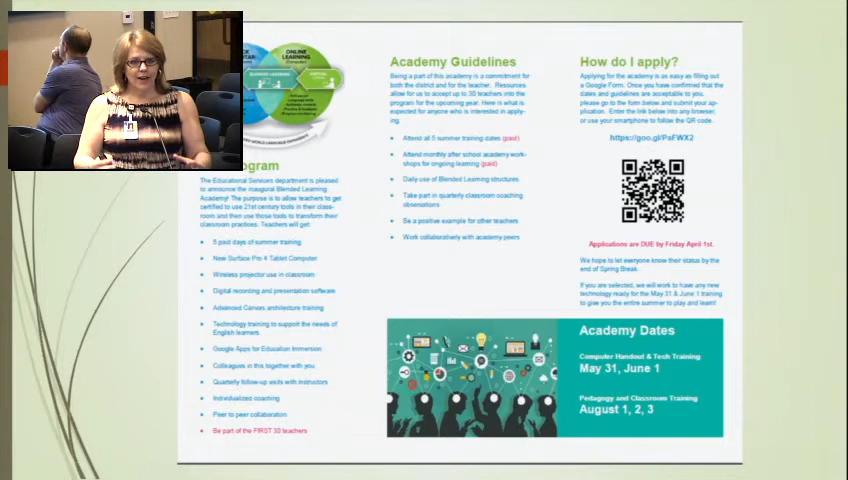 ONLINE
LEARNING
BLENDED LEARNING
rogram
The Educational Services department is pleased
to announce the inaugural Blended Learning
Academy! The purpose is to allow teachers to get
certified to use 21st century tools in their class-
room and then use those tools to transform their
classroom practices. Teachers will get:
• 5 paid days of summer training
• New Surface Pro 4 Tablet Computer
• Wireless projector use in classroom
• Digital recording and presentation software
• Advanced Canvas architecture training
• Technology training to support the needs of
English learners
• Google Apps for Education Immersion
• Colleagues in this together with you
• Quarterly follow-up visits with instructors
• Individualized coaching
• Peer to peer collaboration
• Be part of the FIRST 30 teachers
Academy Guidelines
Being a part of this academy is a commitment for
both the district and for the teacher. Resources
allow for us to accept up to 30 teachers into the
program for the upcoming year. Here is what is
expected for anyone who is interested in apply-
ing.
• Attend all 5 summer training dates (paid)
• Attend monthly after school academy work-
shops for ongoing learning (paid)
• Daily use of Blended Learning structures
• Take part in quarterly classroom coaching
observations
• Be a positive example for other teachers
• Work collaboratively with academy peers
How do I apply?
Applying for the academy is as easy as filling out
a Google Form. Once you have confirmed that the
dates and guidelines are acceptable to you,
please go to the form below and submit your ap-
plication. Enter the link below into any browser,
or use your smartphone to follow the QR code.
https://goo.gl/PsFWX2
Applications are DUE by Friday April 1st.
We hope to let everyone know their status by the
end of Spring Break.
If you are selected, we will work to have any new
technology ready for the May 31 & June 1 training
to give you the entire summer to play and learn!
Academy Dates
Computer Handout & Tech Training
May 31, June 1
Pedagogy and Classroom Training
August 1, 2, 3